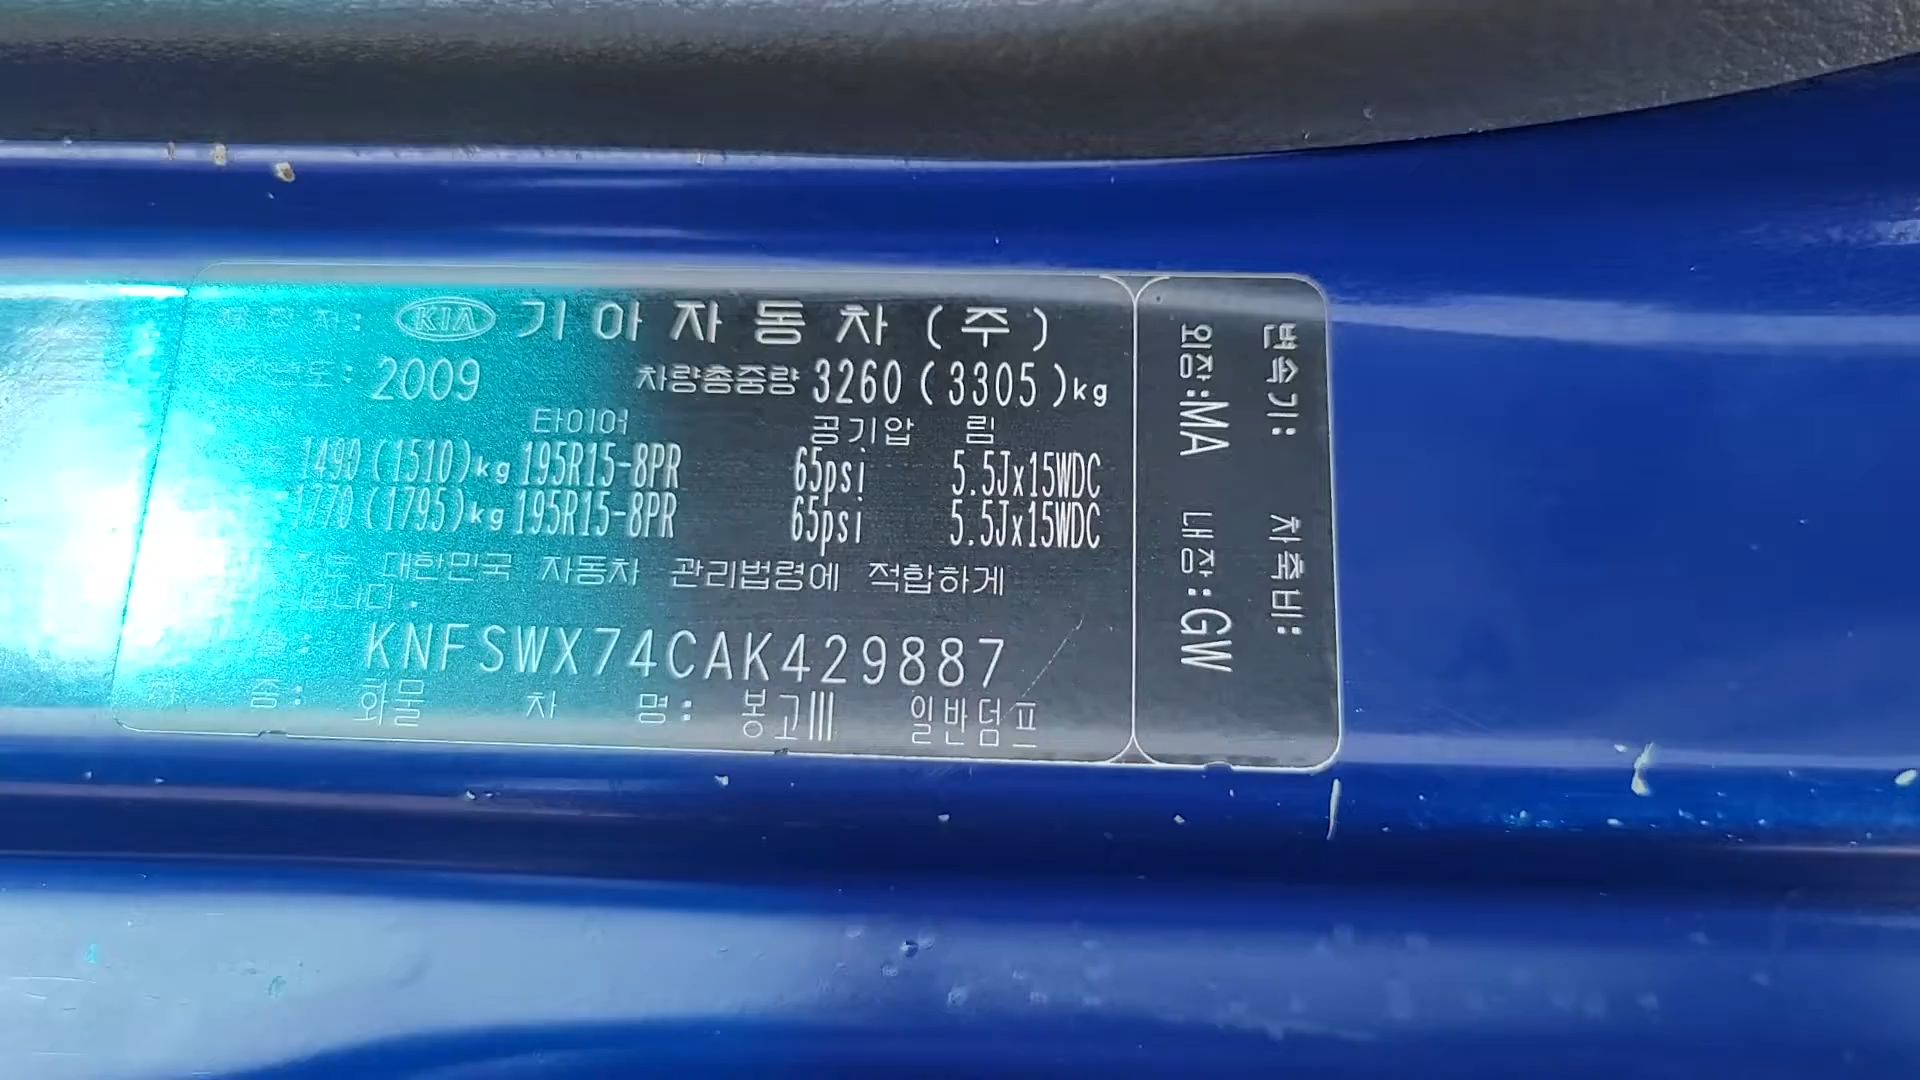 KIA 기아자동차(주)
2009 차량총중량 3260(3305)kg
타이어 공기압 림
1490(1510)kg 195R15-8PR 65psi 5.5Jx15WDC
1770(1795)kg 195R15-8PR 65psi 5.5Jx15WDC
대한민국 자동차 관리법령에 적합하게
KNFSWX74CAK429887
차 종: 화물 차 명: 봉고III 일반덤프
변속기: 차축비:
외장:MA 내장:GW